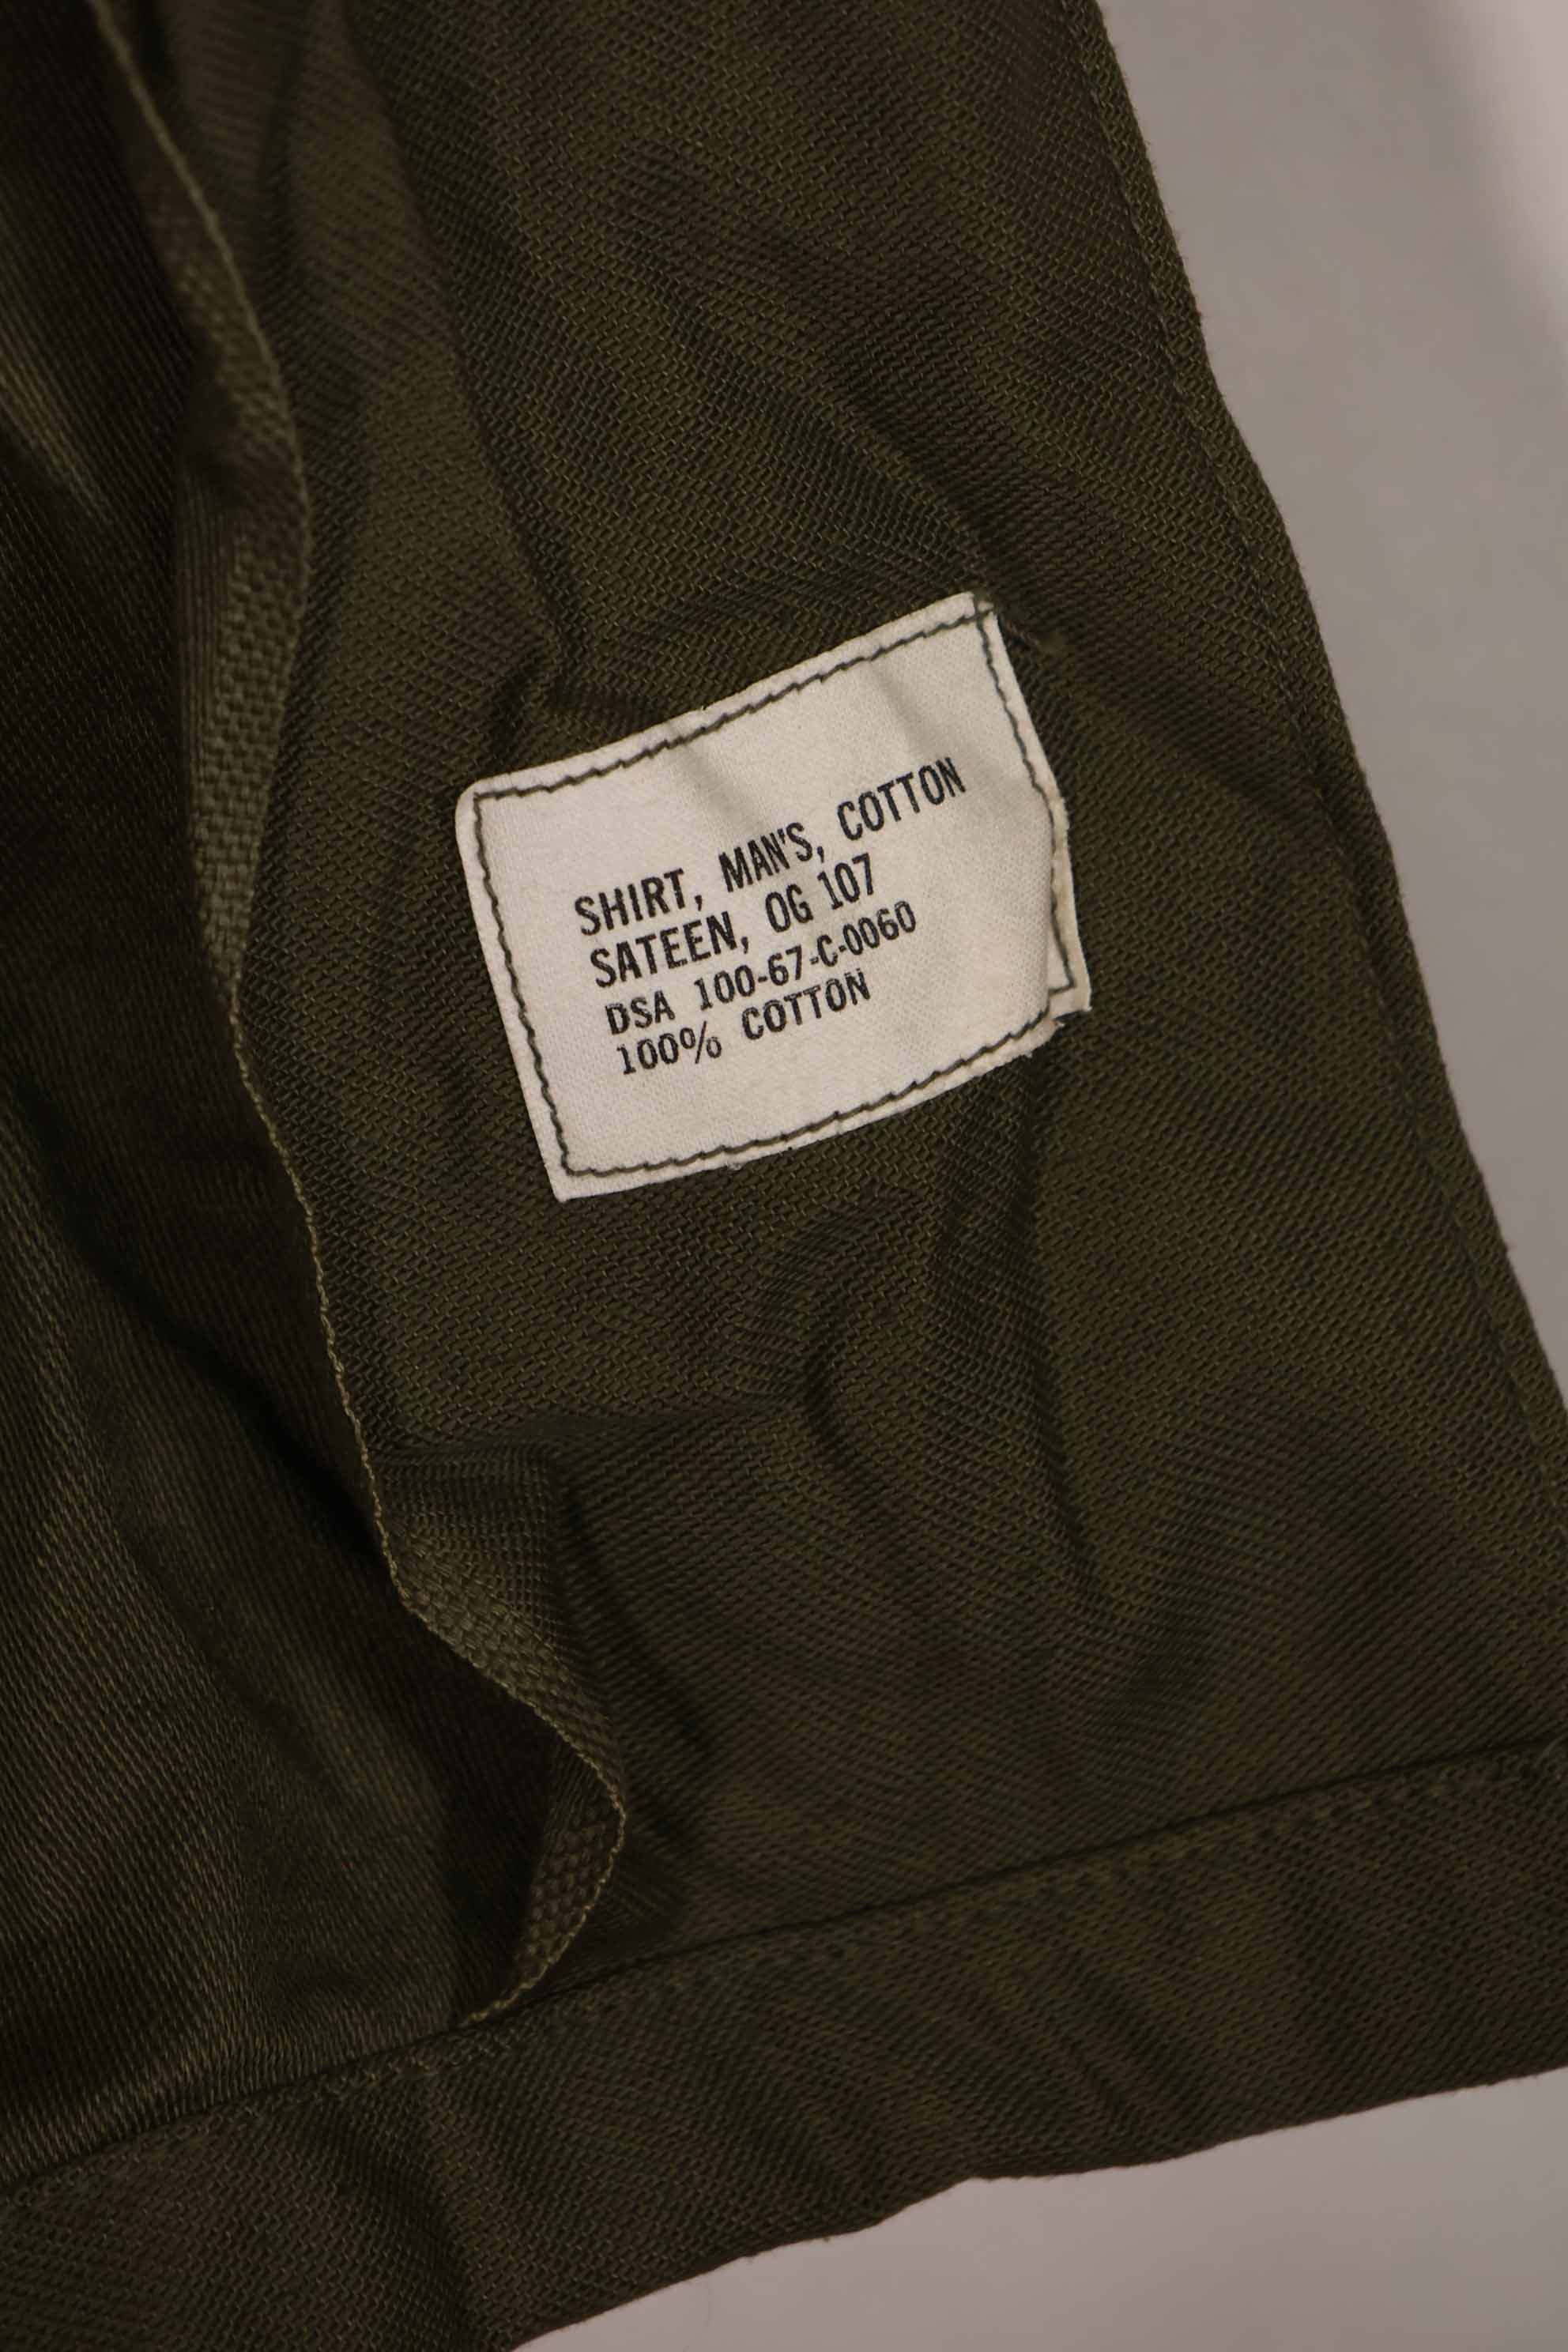 SHIRT, MAN'S, COTTON
SATEEN, OG 107
DSA 100-67-C-0060
100% COTTON